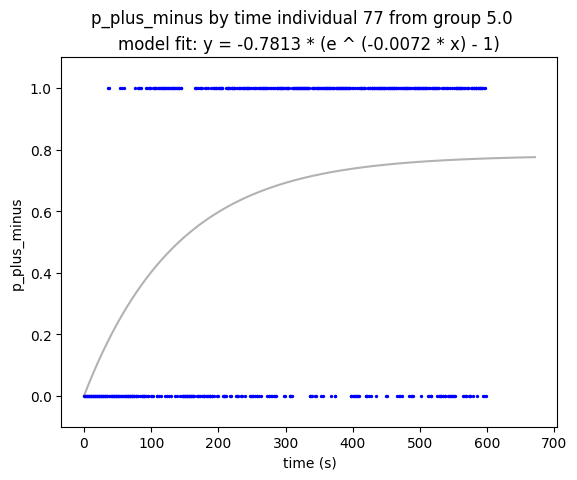 p_plus_minus by time individual 77 from group 5.0
model fit: y = -0.7813 * (e ^ (-0.0072 * x) - 1)
p_plus_minus
1.0
0.8
0.6
0.4
0.2
0.0
0 100 200 300 400 500 600 700
time (s)